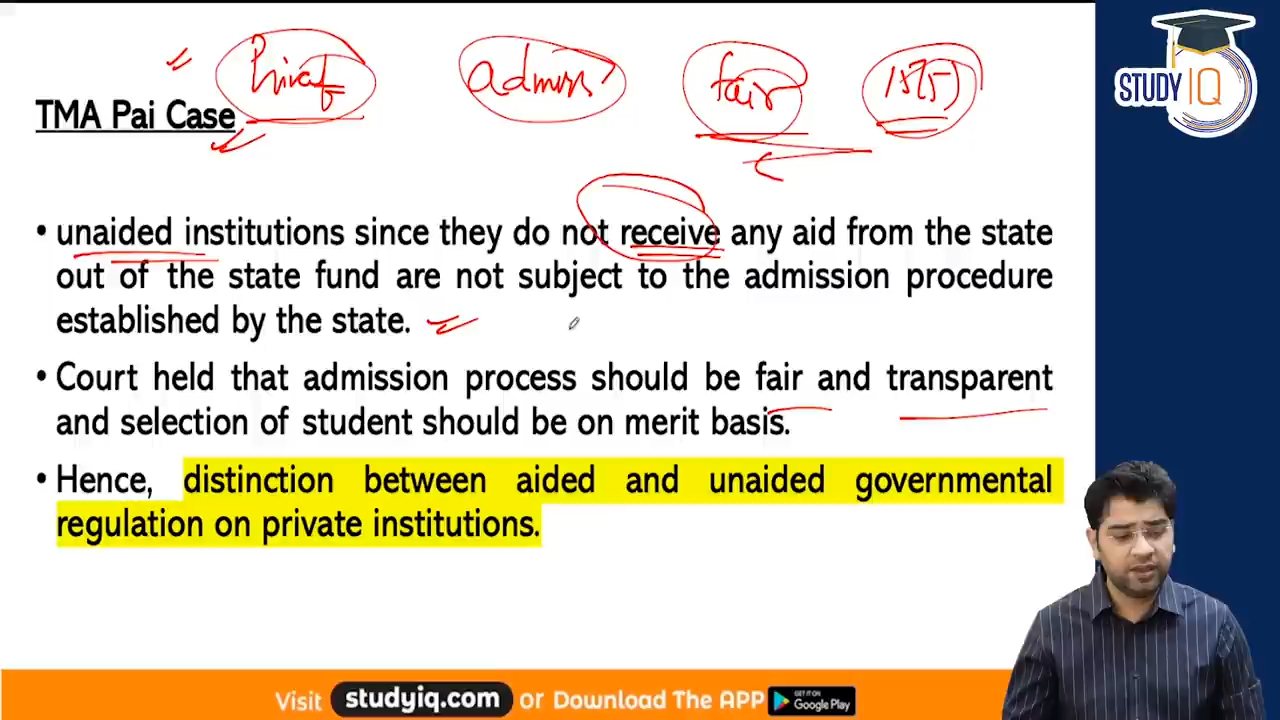 Privat admiss fair 15(5)
TMA Pai Case
STUDY IQ
• unaided institutions since they do not receive any aid from the state
out of the state fund are not subject to the admission procedure
established by the state.
• Court held that admission process should be fair and transparent
and selection of student should be on merit basis.
• Hence, distinction between aided and unaided governmental
regulation on private institutions.
Visit studyiq.com or Download The APP GET IT ON Google Play